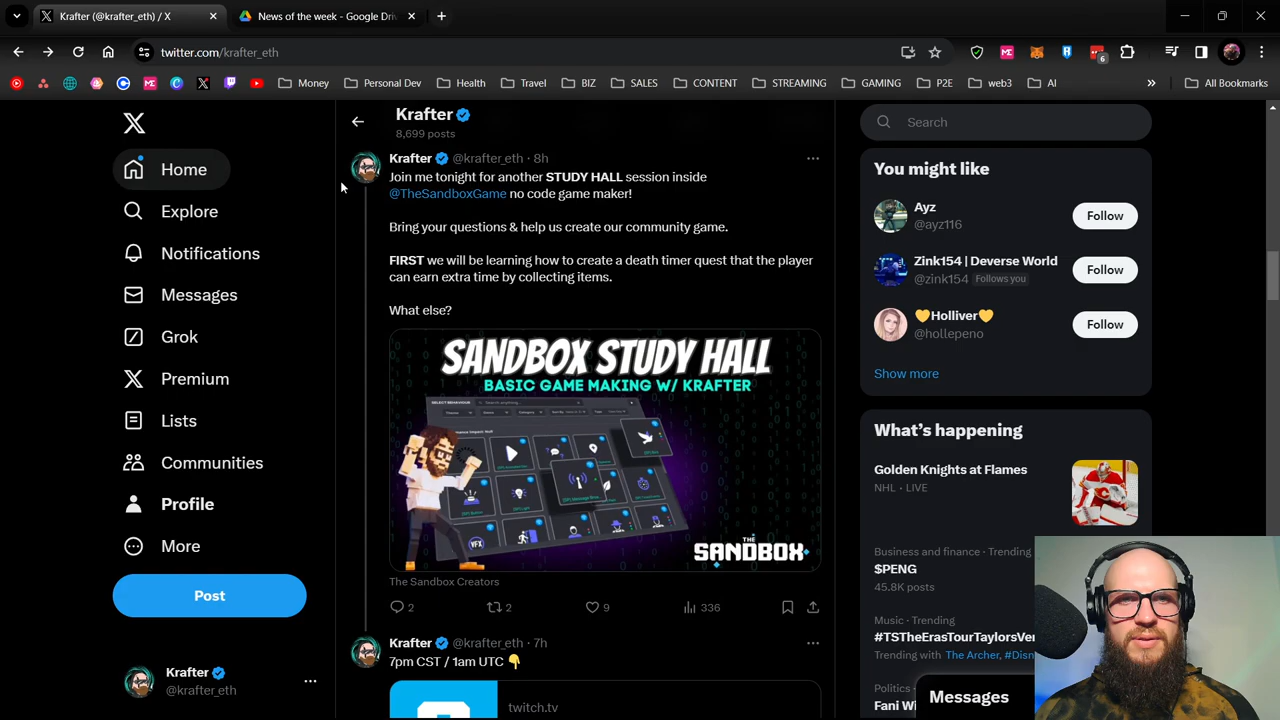 Krafter (@krafter_eth) / X
News of the week - Google Dri
twitter.com/krafter_eth
6
Money
Personal Dev
Health
Travel
BIZ
SALES
CONTENT
STREAMING
GAMING
P2E
web3
AI
All Bookmarks
Home
Explore
Notifications
Messages
Grok
Premium
Lists
Communities
Profile
More
Post
Krafter
@krafter_eth
Krafter
8,699 posts
Krafter @krafter_eth · 8h
Join me tonight for another STUDY HALL session inside
@TheSandboxGame no code game maker!
Bring your questions & help us create our community game.
FIRST we will be learning how to create a death timer quest that the player
can earn extra time by collecting items.
What else?
SANDBOX STUDY HALL
BASIC GAME MAKING W/ KRAFTER
THE
SANDBOX
The Sandbox Creators
2
2
9
336
Krafter @krafter_eth · 7h
7pm CST / 1am UTC 👇
twitch.tv
Search
You might like
Ayz
@ayz116
Follow
Zink154 | Deverse World
@zink154 Follows you
Follow
💛Holliver💛
@hollepeno
Follow
Show more
What's happening
Golden Knights at Flames
NHL · LIVE
Business and finance · Trending
$PENG
45.8K posts
Music · Trending
#TSTheErasTourTaylorsVer
Trending with The Archer, #Disn
Politics ·
Fani Wi
Messages